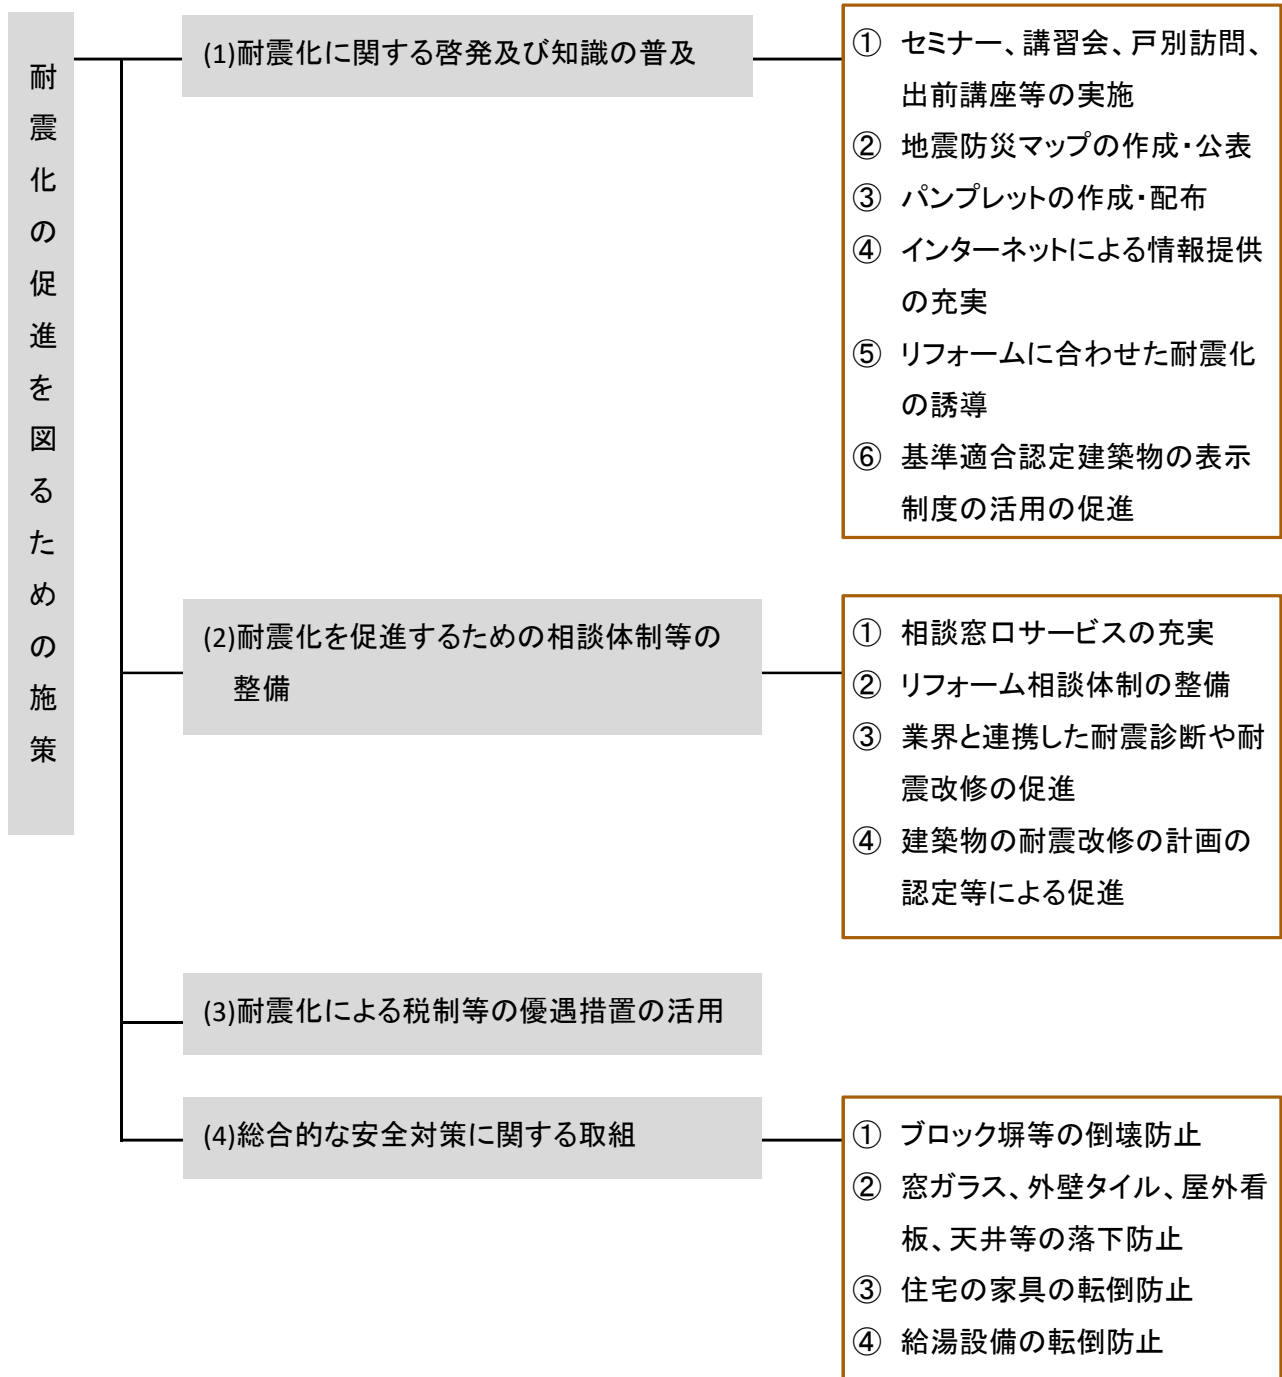 耐震化の促進を図るための施策
(1)耐震化に関する啓発及び知識の普及
① セミナー、講習会、戸別訪問、
出前講座等の実施
② 地震防災マップの作成・公表
③ パンプレットの作成・配布
④ インターネットによる情報提供
の充実
⑤ リフォームに合わせた耐震化
の誘導
⑥ 基準適合認定建築物の表示
制度の活用の促進
(2)耐震化を促進するための相談体制等の
整備
① 相談窓口サービスの充実
② リフォーム相談体制の整備
③ 業界と連携した耐震診断や耐
震改修の促進
④ 建築物の耐震改修の計画の
認定等による促進
(3)耐震化による税制等の優遇措置の活用
(4)総合的な安全対策に関する取組
① ブロック塀等の倒壊防止
② 窓ガラス、外壁タイル、屋外看
板、天井等の落下防止
③ 住宅の家具の転倒防止
④ 給湯設備の転倒防止